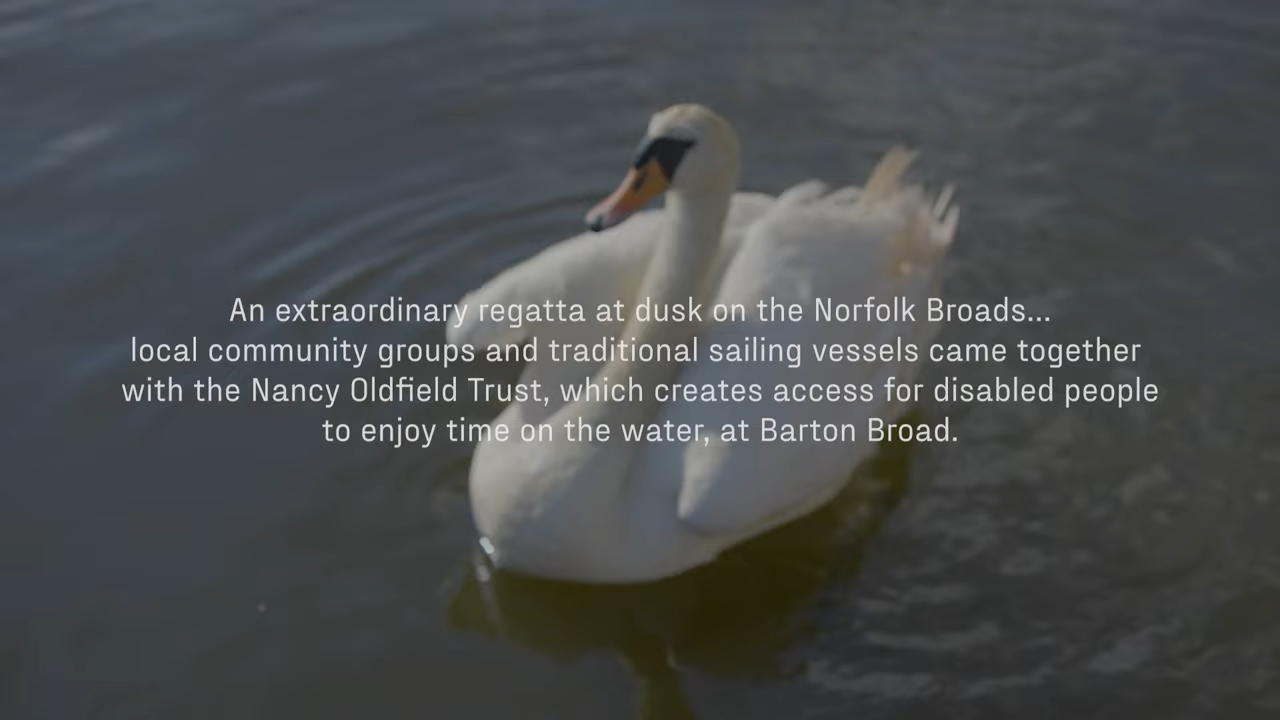 An extraordinary regatta at dusk on the Norfolk Broads...
local community groups and traditional sailing vessels came together
with the Nancy Oldfield Trust, which creates access for disabled people
to enjoy time on the water, at Barton Broad.